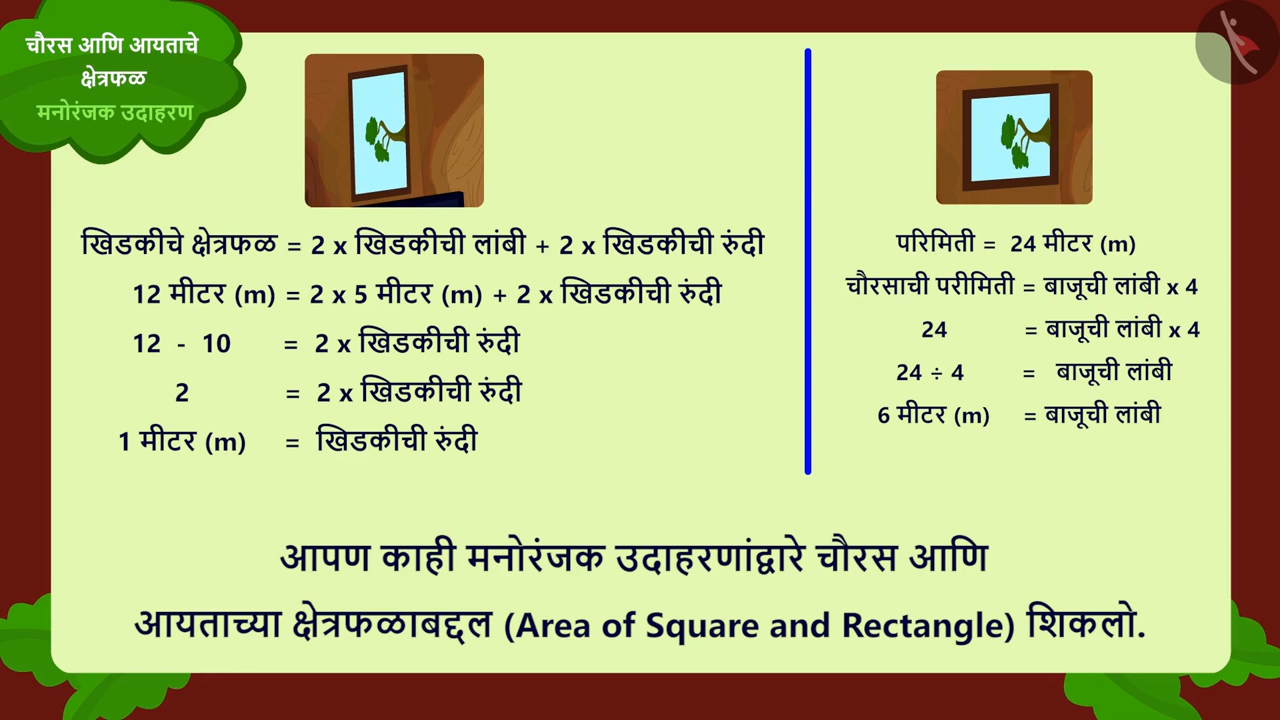 चौरस आणि आयताचे
क्षेत्रफळ
मनोरंजक उदाहरण
खिडकीचे क्षेत्रफळ = 2 x खिडकीची लांबी + 2 x खिडकीची रुंदी
12 मीटर (m) = 2 x 5 मीटर (m) + 2 x खिडकीची रुंदी
12 - 10 = 2 x खिडकीची रुंदी
2 = 2 x खिडकीची रुंदी
1 मीटर (m) = खिडकीची रुंदी
परिमिती = 24 मीटर (m)
चौरसाची परीमिती = बाजूची लांबी x 4
24 = बाजूची लांबी x 4
24 ÷ 4 = बाजूची लांबी
6 मीटर (m) = बाजूची लांबी
आपण काही मनोरंजक उदाहरणांद्वारे चौरस आणि
आयताच्या क्षेत्रफळाबद्दल (Area of Square and Rectangle) शिकलो.